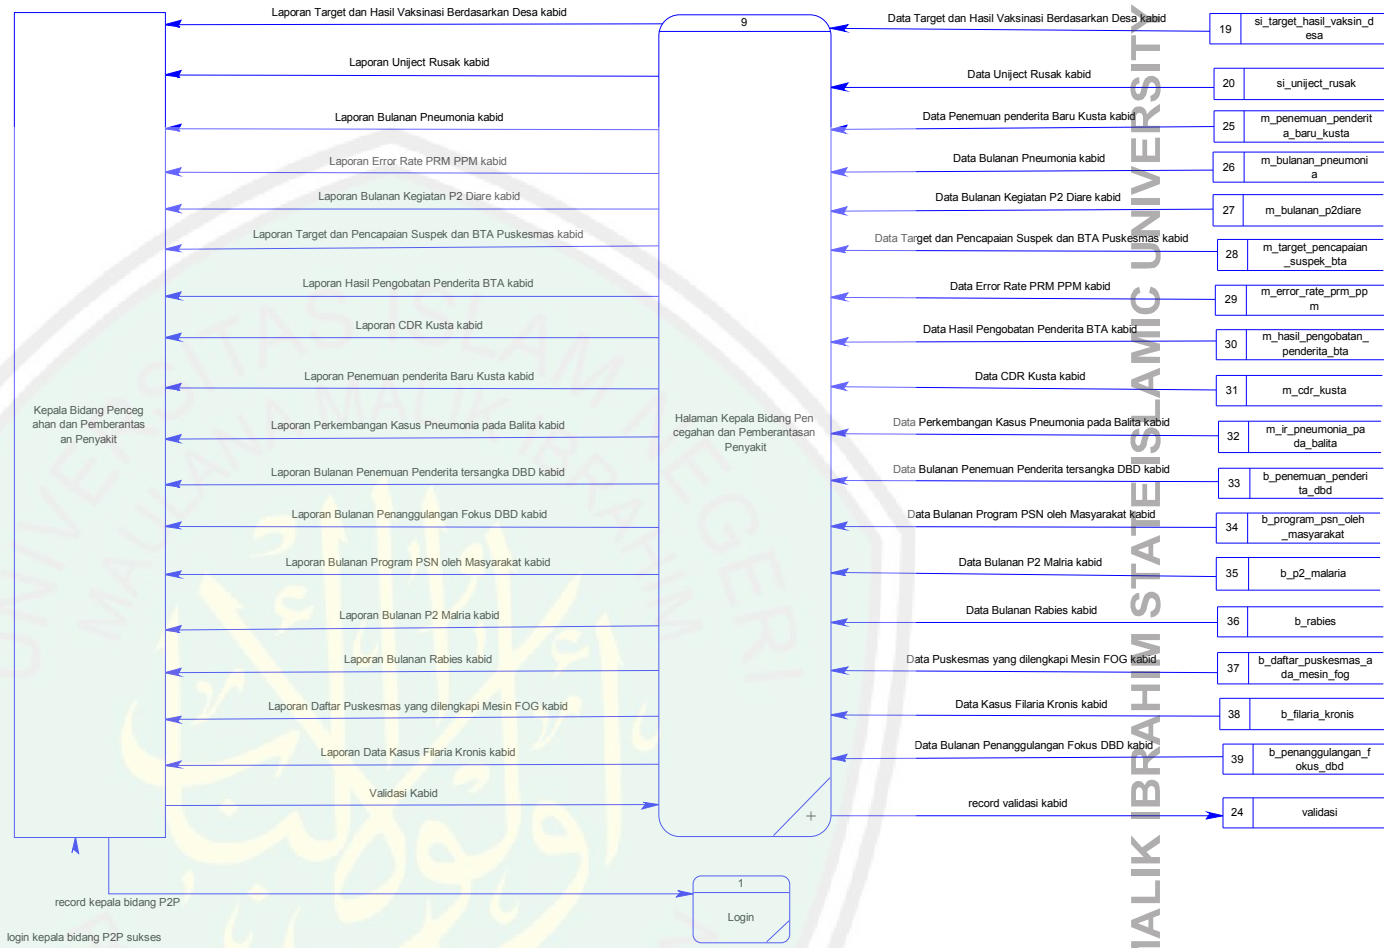 Laporan Target dan Hasil Vaksinasi Berdasarkan Desa kabid
Laporan Uniject Rusak kabid
Laporan Bulanan Pneumonia kabid
Laporan Error Rate PRM PPM kabid
Laporan Bulanan Kegiatan P2 Diare kabid
Laporan Target dan Pencapaian Suspek dan BTA Puskesmas kabid
Laporan Hasil Pengobatan Penderita BTA kabid
Laporan CDR Kusta kabid
Laporan Penemuan penderita Baru Kusta kabid
Laporan Perkembangan Kasus Pneumonia pada Balita kabid
Laporan Bulanan Penemuan Penderita tersangka DBD kabid
Laporan Bulanan Penanggulangan Fokus DBD kabid
Laporan Bulanan Program PSN oleh Masyarakat kabid
Laporan Bulanan P2 Malria kabid
Laporan Bulanan Rabies kabid
Laporan Daftar Puskesmas yang dilengkapi Mesin FOG kabid
Laporan Data Kasus Filaria Kronis kabid
Validasi Kabid
Kepala Bidang Penceg
ahan dan Pemberantas
an Penyakit
9
Halaman Kepala Bidang Pen
cegahan dan Pemberantasan
Penyakit
+
Data Target dan Hasil Vaksinasi Berdasarkan Desa kabid
Data Uniject Rusak kabid
Data Penemuan penderita Baru Kusta kabid
Data Bulanan Pneumonia kabid
Data Bulanan Kegiatan P2 Diare kabid
Data Target dan Pencapaian Suspek dan BTA Puskesmas kabid
Data Error Rate PRM PPM kabid
Data Hasil Pengobatan Penderita BTA kabid
Data CDR Kusta kabid
Data Perkembangan Kasus Pneumonia pada Balita kabid
Data Bulanan Penemuan Penderita tersangka DBD kabid
Data Bulanan Program PSN oleh Masyarakat kabid
Data Bulanan P2 Malria kabid
Data Bulanan Rabies kabid
Data Puskesmas yang dilengkapi Mesin FOG kabid
Data Kasus Filaria Kronis kabid
Data Bulanan Penanggulangan Fokus DBD kabid
record validasi kabid
19 si_target_hasil_vaksin_d
esa
20 si_uniject_rusak
25 m_penemuan_penderit
a_baru_kusta
26 m_bulanan_pneumoni
a
27 m_bulanan_p2diare
28 m_target_pencapaian
_suspek_bta
29 m_error_rate_prm_pp
m
30 m_hasil_pengobatan_
penderita_bta
31 m_cdr_kusta
32 m_ir_pneumonia_pa
da_balita
33 b_penemuan_penderi
ta_dbd
34 b_program_psn_oleh
_masyarakat
35 b_p2_malaria
36 b_rabies
37 b_daftar_puskesmas_a
da_mesin_fog
38 b_filaria_kronis
39 b_penanggulangan_f
okus_dbd
24 validasi
record kepala bidang P2P
login kepala bidang P2P sukses
1
Login
UNIVERSITAS ISLAM NEGERI
MAULANA MALIK IBRAHIM
ALIK IBRAHIM STATE ISLAMIC UNIVERSITY